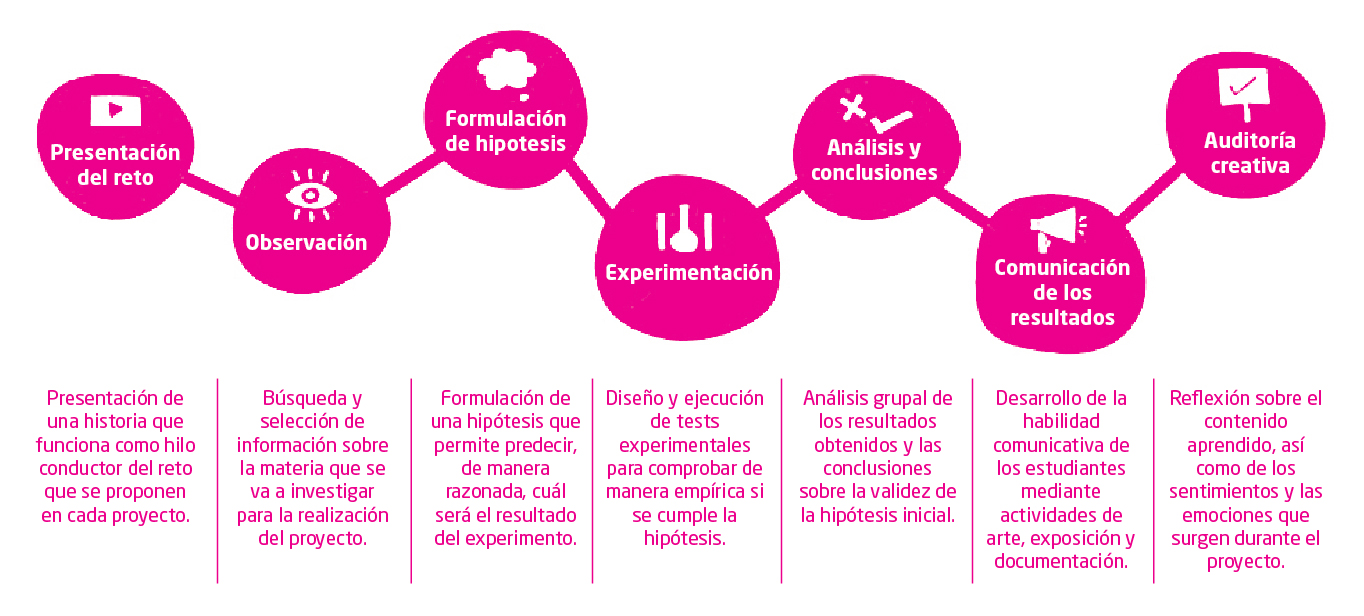 Presentación
del reto
Observación
Formulación
de hipotesis
Experimentación
Análisis y
conclusiones
Comunicación
de los
resultados
Auditoría
creativa
Presentación de
una historia que
funciona como hilo
conductor del reto
que se proponen
en cada proyecto.
Búsqueda y
selección de
información sobre
la materia que se
va a investigar
para la realización
del proyecto.
Formulación de
una hipótesis que
permite predecir,
de manera
razonada, cuál
será el resultado
del experimento.
Diseño y ejecución
de tests
experimentales
para comprobar de
manera empírica si
se cumple la
hipótesis.
Análisis grupal de
los resultados
obtenidos y las
conclusiones
sobre la validez de
la hipótesis inicial.
Desarrollo de la
habilidad
comunicativa de
los estudiantes
mediante
actividades de
arte, exposición y
documentación.
Reflexión sobre el
contenido
aprendido, así
como de los
sentimientos y las
emociones que
surgen durante el
proyecto.